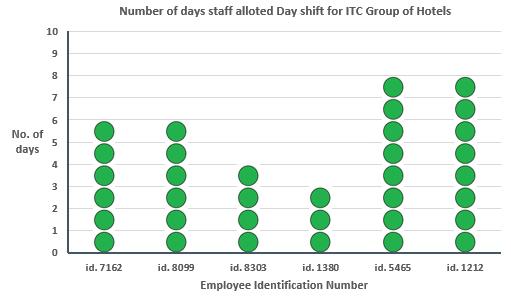 Number of days staff alloted Day shift for ITC Group of Hotels
10
9
8
7
6
5
4
3
2
1
0
No. of
days
id. 7162 id. 8099 id. 8303 id. 1380 id. 5465 id. 1212
Employee Identification Number